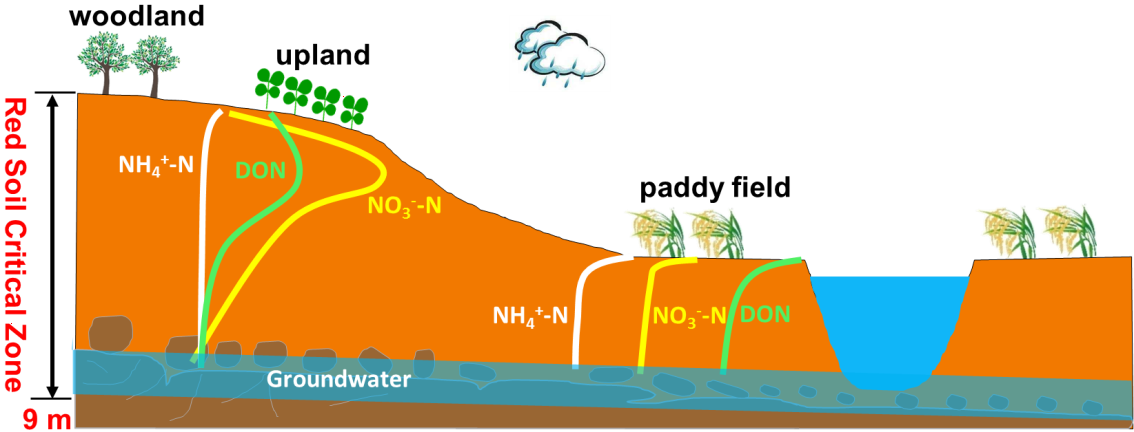 woodland
upland
Red Soil Critical Zone
NH₄⁺-N
DON
NO₃⁻-N
paddy field
NH₄⁺-N
NO₃⁻-N
DON
Groundwater
9 m